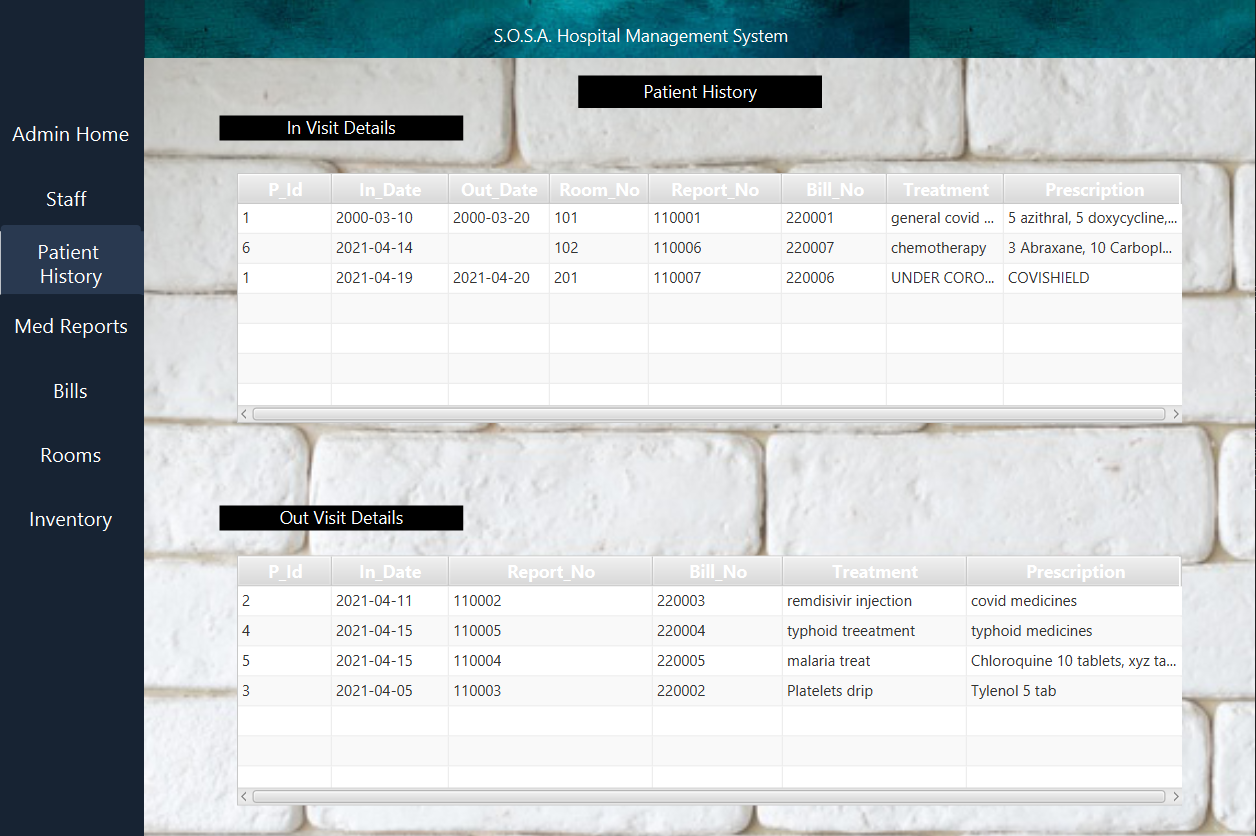 S.O.S.A. Hospital Management System
Patient History
In Visit Details
Admin Home
Staff
Patient
History
Med Reports
Bills
Rooms
Inventory
P_Id In_Date Out_Date Room_No Report_No Bill_No Treatment Prescription
1 2000-03-10 2000-03-20 101 110001 220001 general covid ... 5 azithral, 5 doxycycline,...
6 2021-04-14 102 110006 220007 chemotherapy 3 Abraxane, 10 Carbopl...
1 2021-04-19 2021-04-20 201 110007 220006 UNDER CORO... COVISHIELD
Out Visit Details
P_Id In_Date Report_No Bill_No Treatment Prescription
2 2021-04-11 110002 220003 remdisivir injection covid medicines
4 2021-04-15 110005 220004 typhoid treeatment typhoid medicines
5 2021-04-15 110004 220005 malaria treat Chloroquine 10 tablets, xyz ta...
3 2021-04-05 110003 220002 Platelets drip Tylenol 5 tab